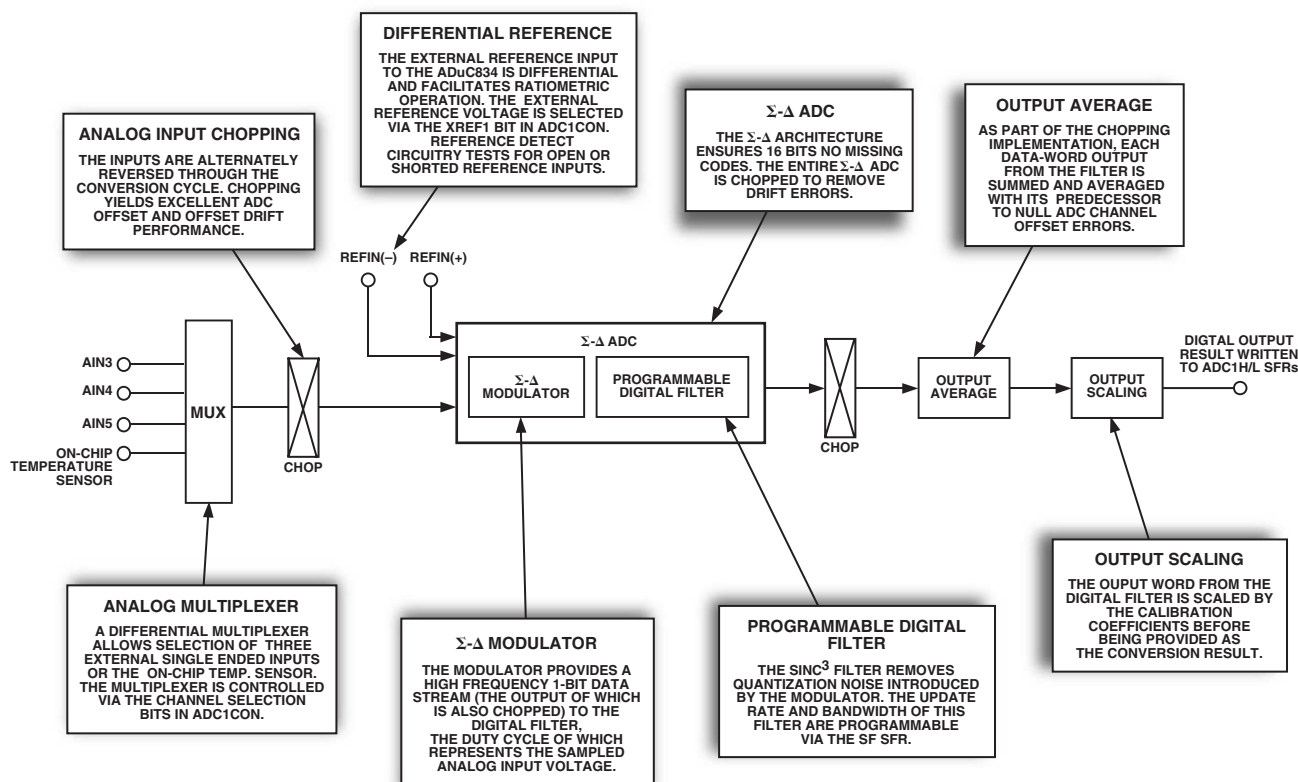 DIFFERENTIAL REFERENCE
THE EXTERNAL REFERENCE INPUT
TO THE ADuC834 IS DIFFERENTIAL
AND FACILITATES RATIOMETRIC
OPERATION. THE EXTERNAL
REFERENCE VOLTAGE IS SELECTED
VIA THE XREF1 BIT IN ADC1CON.
REFERENCE DETECT
CIRCUITRY TESTS FOR OPEN OR
SHORTED REFERENCE INPUTS.
ANALOG INPUT CHOPPING
THE INPUTS ARE ALTERNATELY
REVERSED THROUGH THE
CONVERSION CYCLE. CHOPPING
YIELDS EXCELLENT ADC
OFFSET AND OFFSET DRIFT
PERFORMANCE.
Σ-Δ ADC
THE Σ-Δ ARCHITECTURE
ENSURES 16 BITS NO MISSING
CODES. THE ENTIRE Σ-Δ ADC
IS CHOPPED TO REMOVE
DRIFT ERRORS.
OUTPUT AVERAGE
AS PART OF THE CHOPPING
IMPLEMENTATION, EACH
DATA-WORD OUTPUT
FROM THE FILTER IS
SUMMED AND AVERAGED
WITH ITS PREDECESSOR
TO NULL ADC CHANNEL
OFFSET ERRORS.
REFIN(–) REFIN(+)
AIN3
AIN4
AIN5
ON-CHIP
TEMPERATURE
SENSOR
MUX
CHOP
Σ-Δ ADC
Σ-Δ
MODULATOR
PROGRAMMABLE
DIGITAL FILTER
CHOP
OUTPUT
AVERAGE
OUTPUT
SCALING
DIGTAL OUTPUT
RESULT WRITTEN
TO ADC1H/L SFRs
ANALOG MULTIPLEXER
A DIFFERENTIAL MULTIPLEXER
ALLOWS SELECTION OF THREE
EXTERNAL SINGLE ENDED INPUTS
OR THE ON-CHIP TEMP. SENSOR.
THE MULTIPLEXER IS CONTROLLED
VIA THE CHANNEL SELECTION
BITS IN ADC1CON.
Σ-Δ MODULATOR
THE MODULATOR PROVIDES A
HIGH FREQUENCY 1-BIT DATA
STREAM (THE OUTPUT OF WHICH
IS ALSO CHOPPED) TO THE
DIGITAL FILTER,
THE DUTY CYCLE OF WHICH
REPRESENTS THE SAMPLED
ANALOG INPUT VOLTAGE.
PROGRAMMABLE DIGITAL
FILTER
THE SINC³ FILTER REMOVES
QUANTIZATION NOISE INTRODUCED
BY THE MODULATOR. THE UPDATE
RATE AND BANDWIDTH OF THIS
FILTER ARE PROGRAMMABLE
VIA THE SF SFR.
OUTPUT SCALING
THE OUPUT WORD FROM THE
DIGITAL FILTER IS SCALED BY
THE CALIBRATION
COEFFICIENTS BEFORE
BEING PROVIDED AS
THE CONVERSION RESULT.